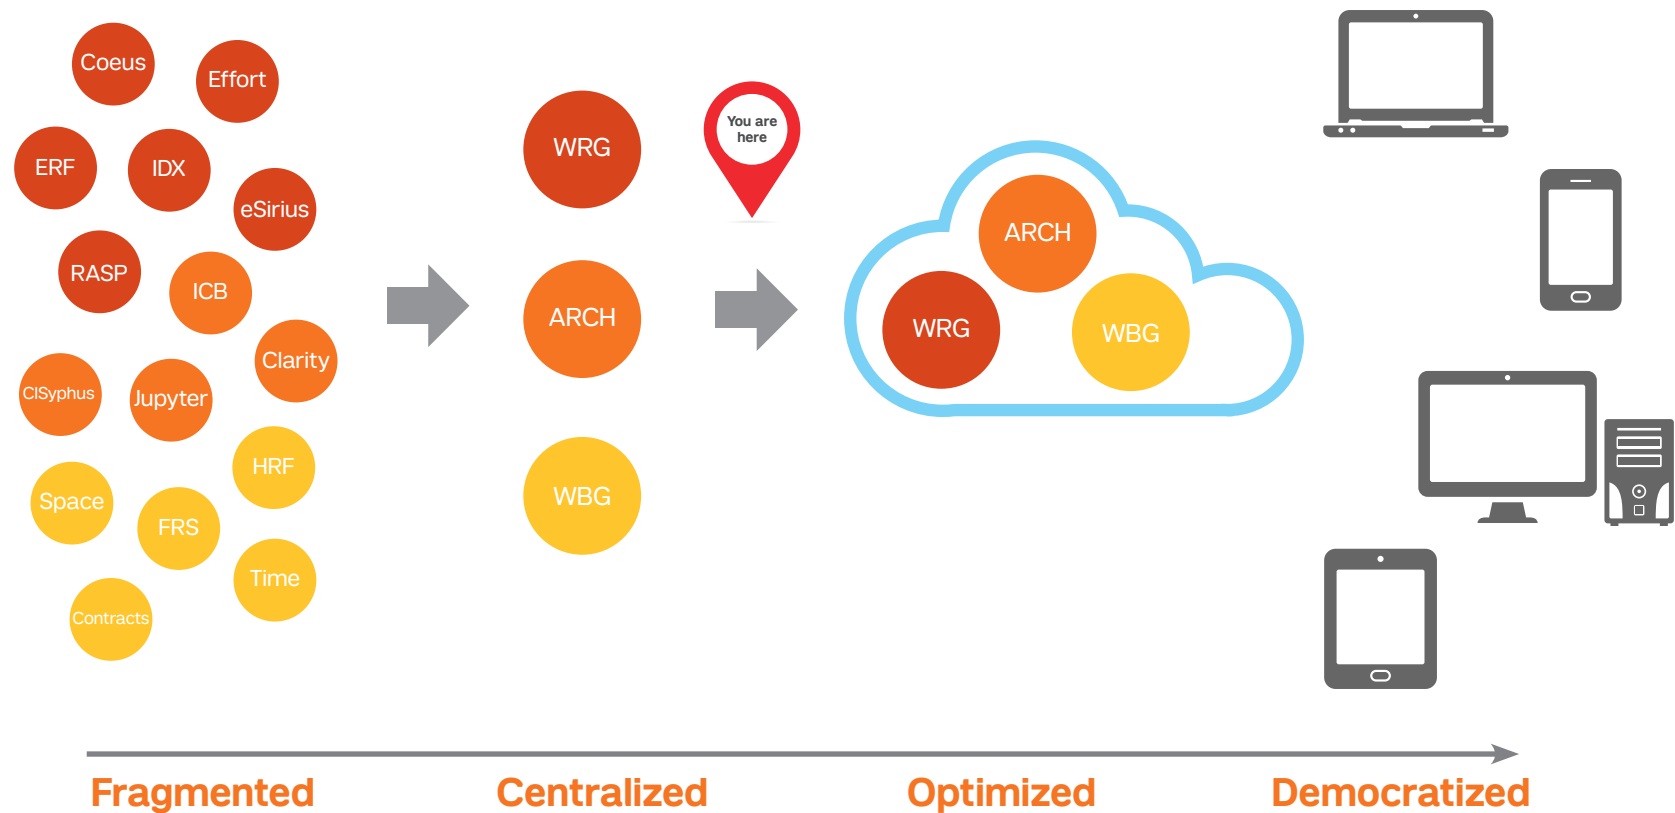 Coeus
Effort
ERF
IDX
eSirius
RASP
ICB
Clarity
CISyphus
Jupyter
HRF
Space
FRS
Time
Contracts
WRG
ARCH
WBG
You are
here
ARCH
WRG
WBG
Fragmented
Centralized
Optimized
Democratized